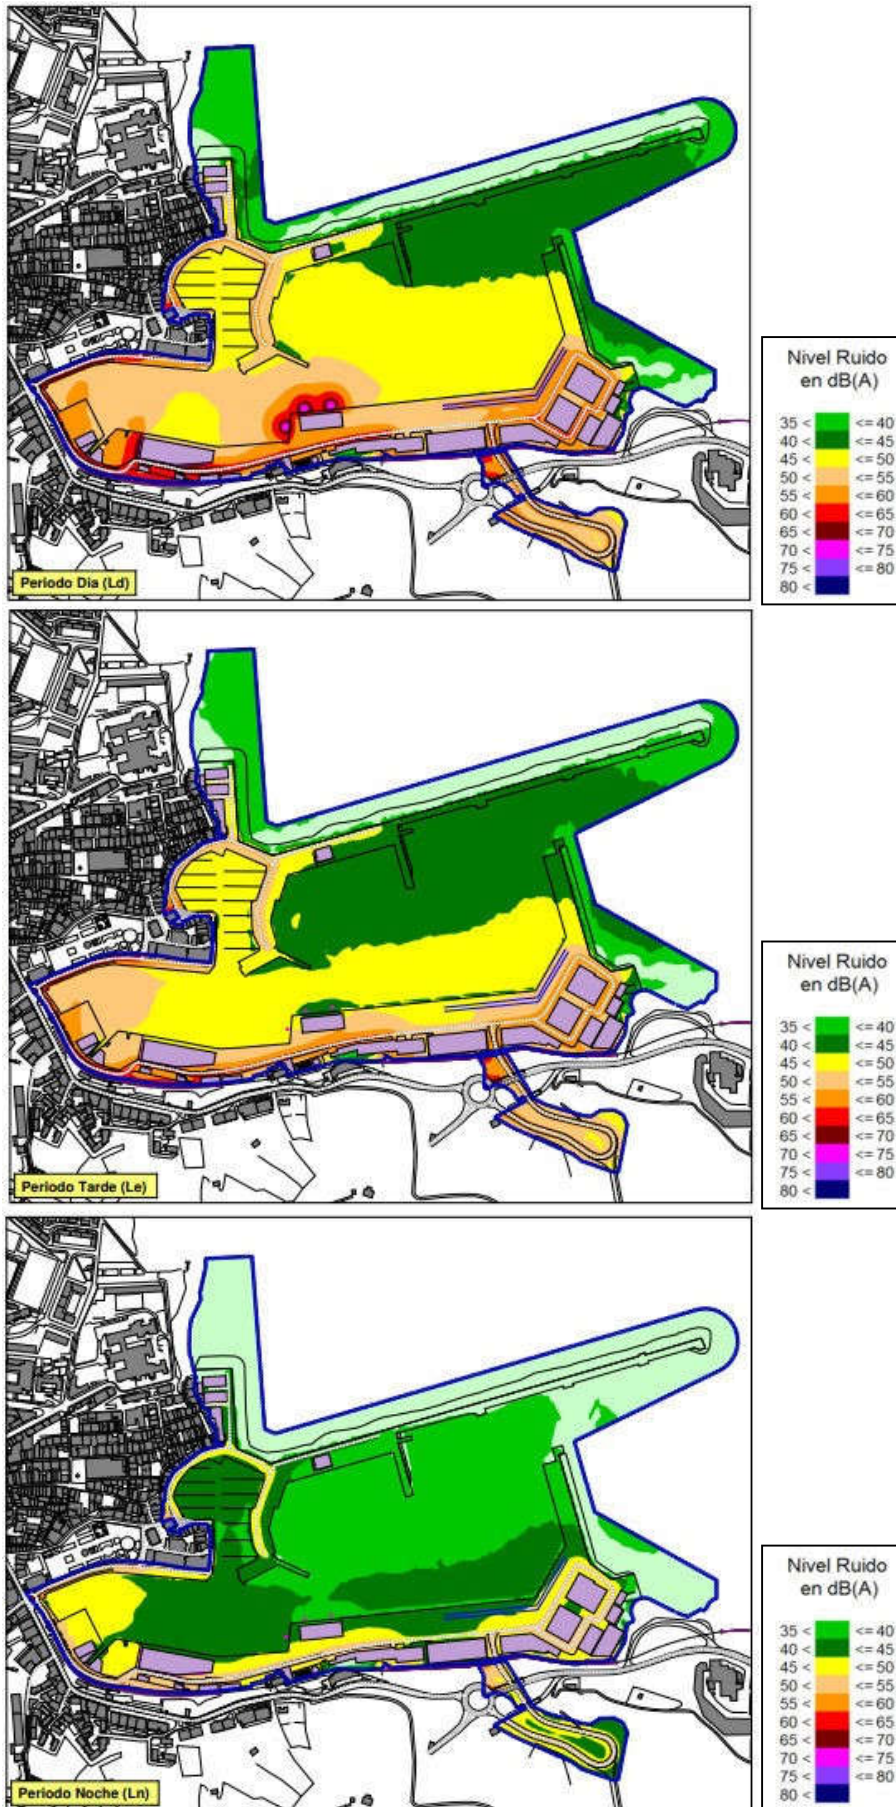 Nivel Ruido
en dB(A)
35 < <= 40
40 < <= 45
45 < <= 50
50 < <= 55
55 < <= 60
60 < <= 65
65 < <= 70
70 < <= 75
75 < <= 80
80 <
Periodo Dia (Ld)
Nivel Ruido
en dB(A)
35 < <= 40
40 < <= 45
45 < <= 50
50 < <= 55
55 < <= 60
60 < <= 65
65 < <= 70
70 < <= 75
75 < <= 80
80 <
Periodo Tarde (Le)
Nivel Ruido
en dB(A)
35 < <= 40
40 < <= 45
45 < <= 50
50 < <= 55
55 < <= 60
60 < <= 65
65 < <= 70
70 < <= 75
75 < <= 80
80 <
Periodo Noche (Ln)